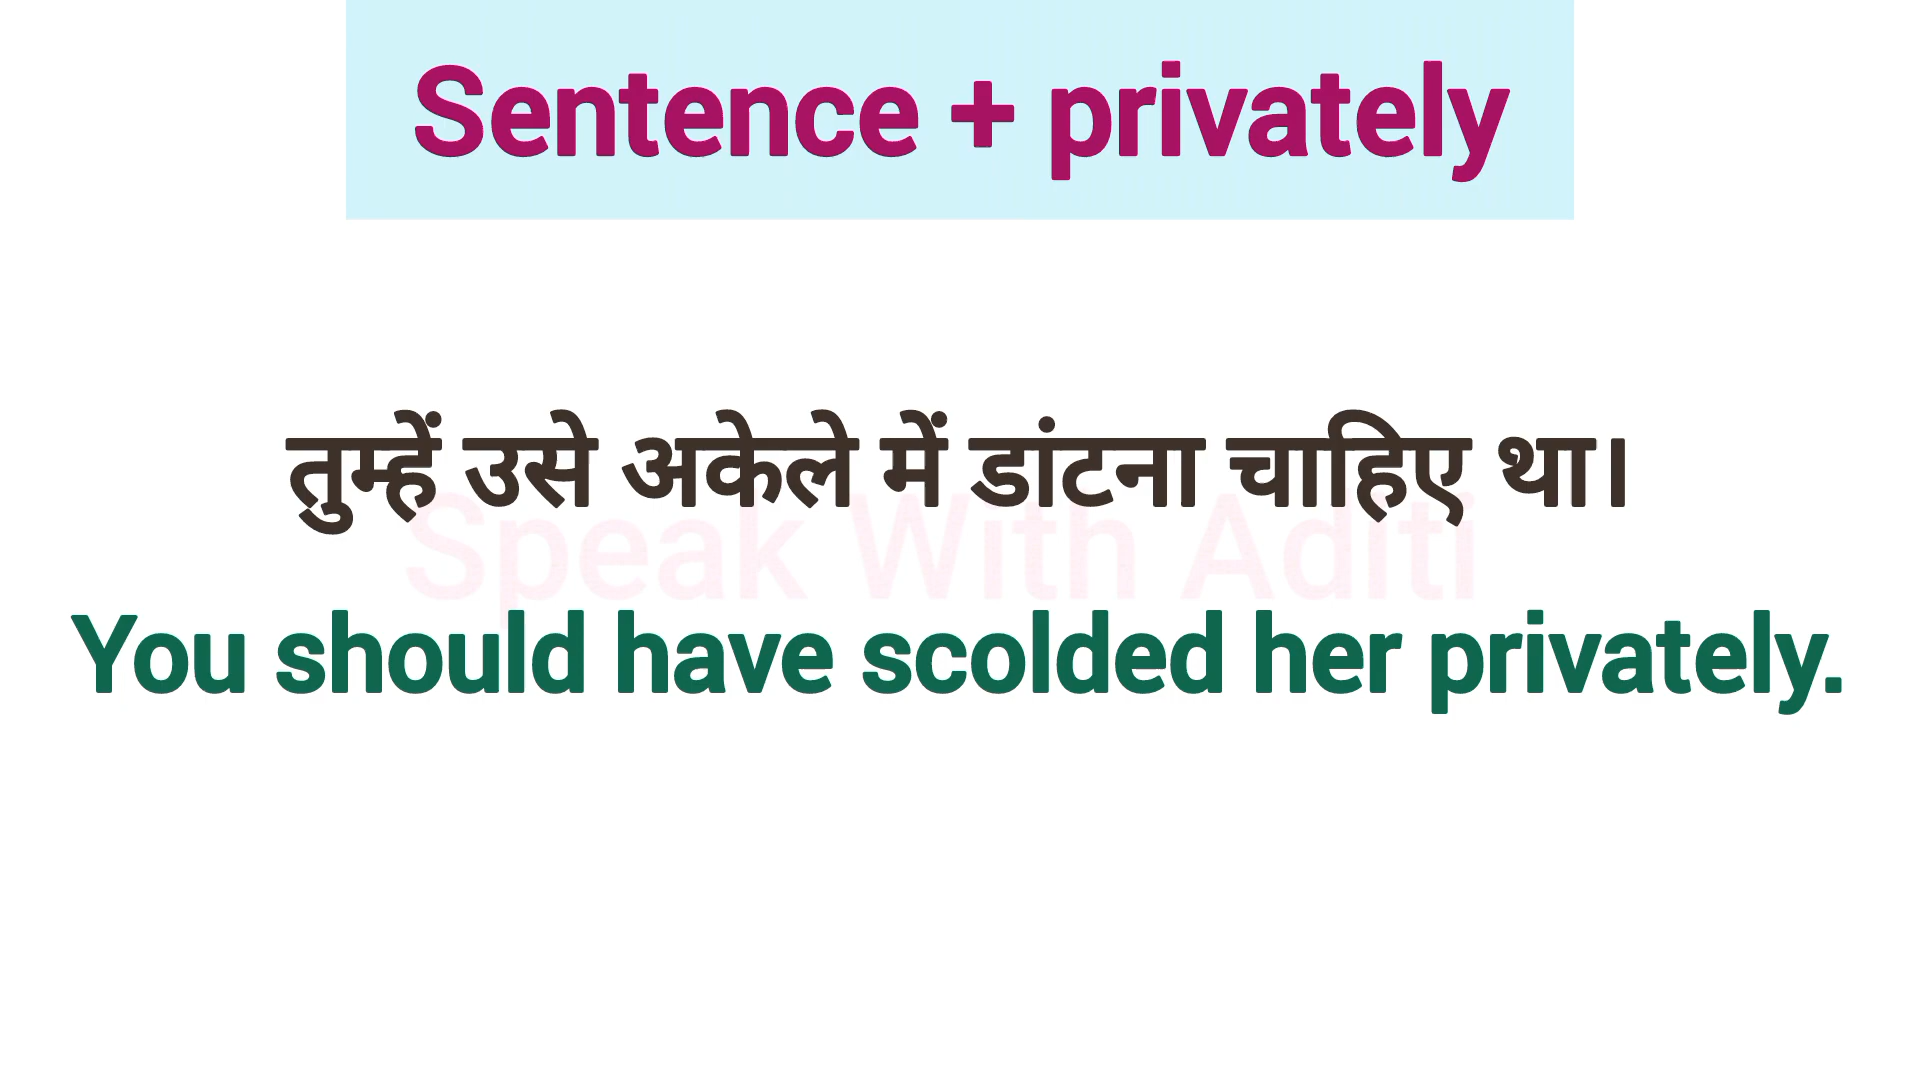 Sentence + privately
तुम्हें उसे अकेले में डांटना चाहिए था।
Speak With Aditi
You should have scolded her privately.